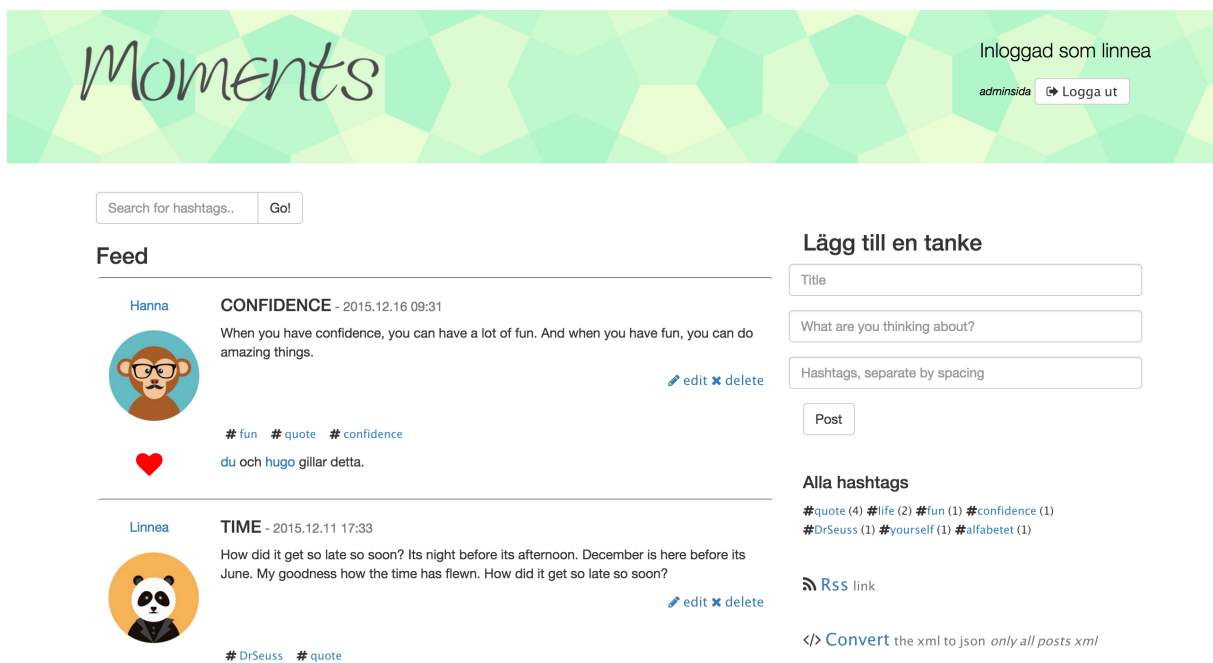 Moments
Inloggad som linnea
adminsida Logga ut
Search for hashtags.. Go!
Feed
Hanna
CONFIDENCE - 2015.12.16 09:31
When you have confidence, you can have a lot of fun. And when you have fun, you can do
amazing things.
edit delete
# fun # quote # confidence
du och hugo gillar detta.
Linnea
TIME - 2015.12.11 17:33
How did it get so late so soon? Its night before its afternoon. December is here before its
June. My goodness how the time has flewn. How did it get so late so soon?
edit delete
# DrSeuss # quote
Lägg till en tanke
Title
What are you thinking about?
Hashtags, separate by spacing
Post
Alla hashtags
#quote (4) #life (2) #fun (1) #confidence (1)
#DrSeuss (1) #yourself (1) #alfabetet (1)
Rss link
</> Convert the xml to json only all posts xml